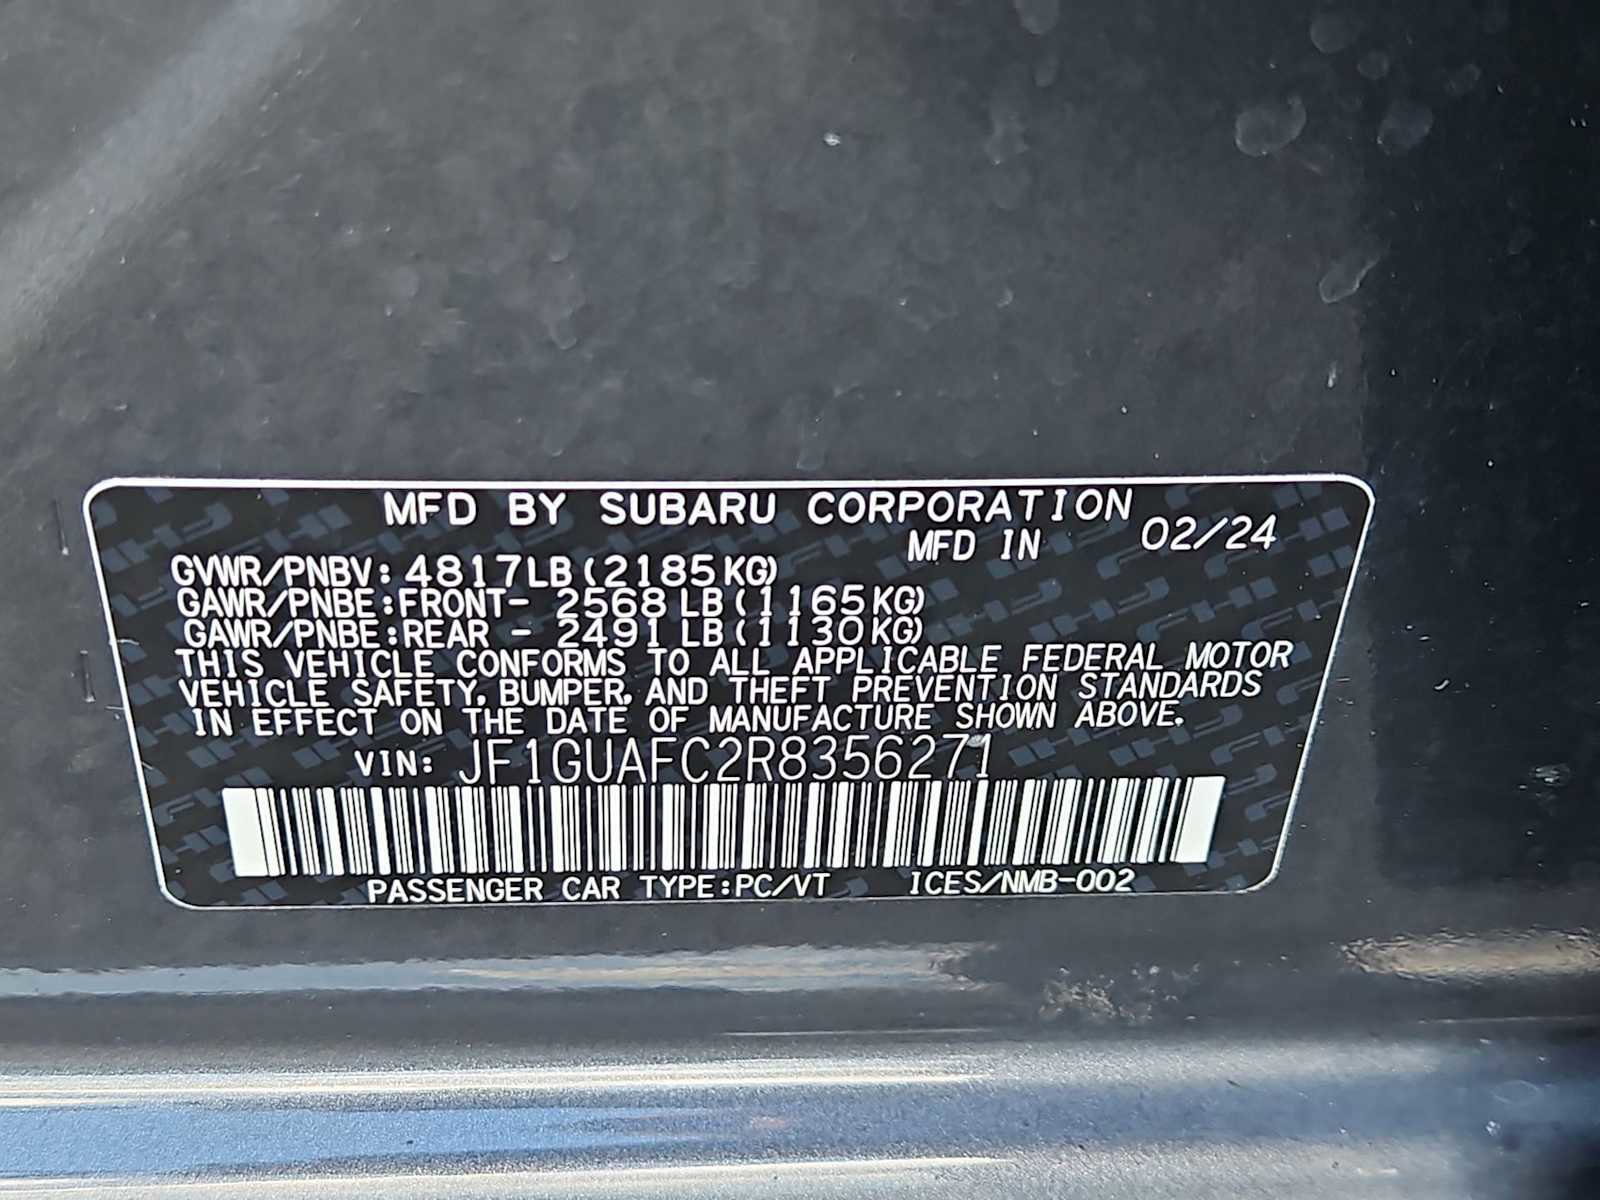 MFD BY SUBARU CORPORATION
MFD IN 02/24
GVWR/PNBV: 4817LB (2185KG)
GAWR/PNBE:FRONT- 2568 LB (1165KG)
GAWR/PNBE:REAR - 2491 LB (1130KG)
THIS VEHICLE CONFORMS TO ALL APPLICABLE FEDERAL MOTOR
VEHICLE SAFETY, BUMPER, AND THEFT PREVENTION STANDARDS
IN EFFECT ON THE DATE OF MANUFACTURE SHOWN ABOVE.
VIN: JF1GUAFC2R8356271
PASSENGER CAR TYPE:PC/VT ICES/NMB-002